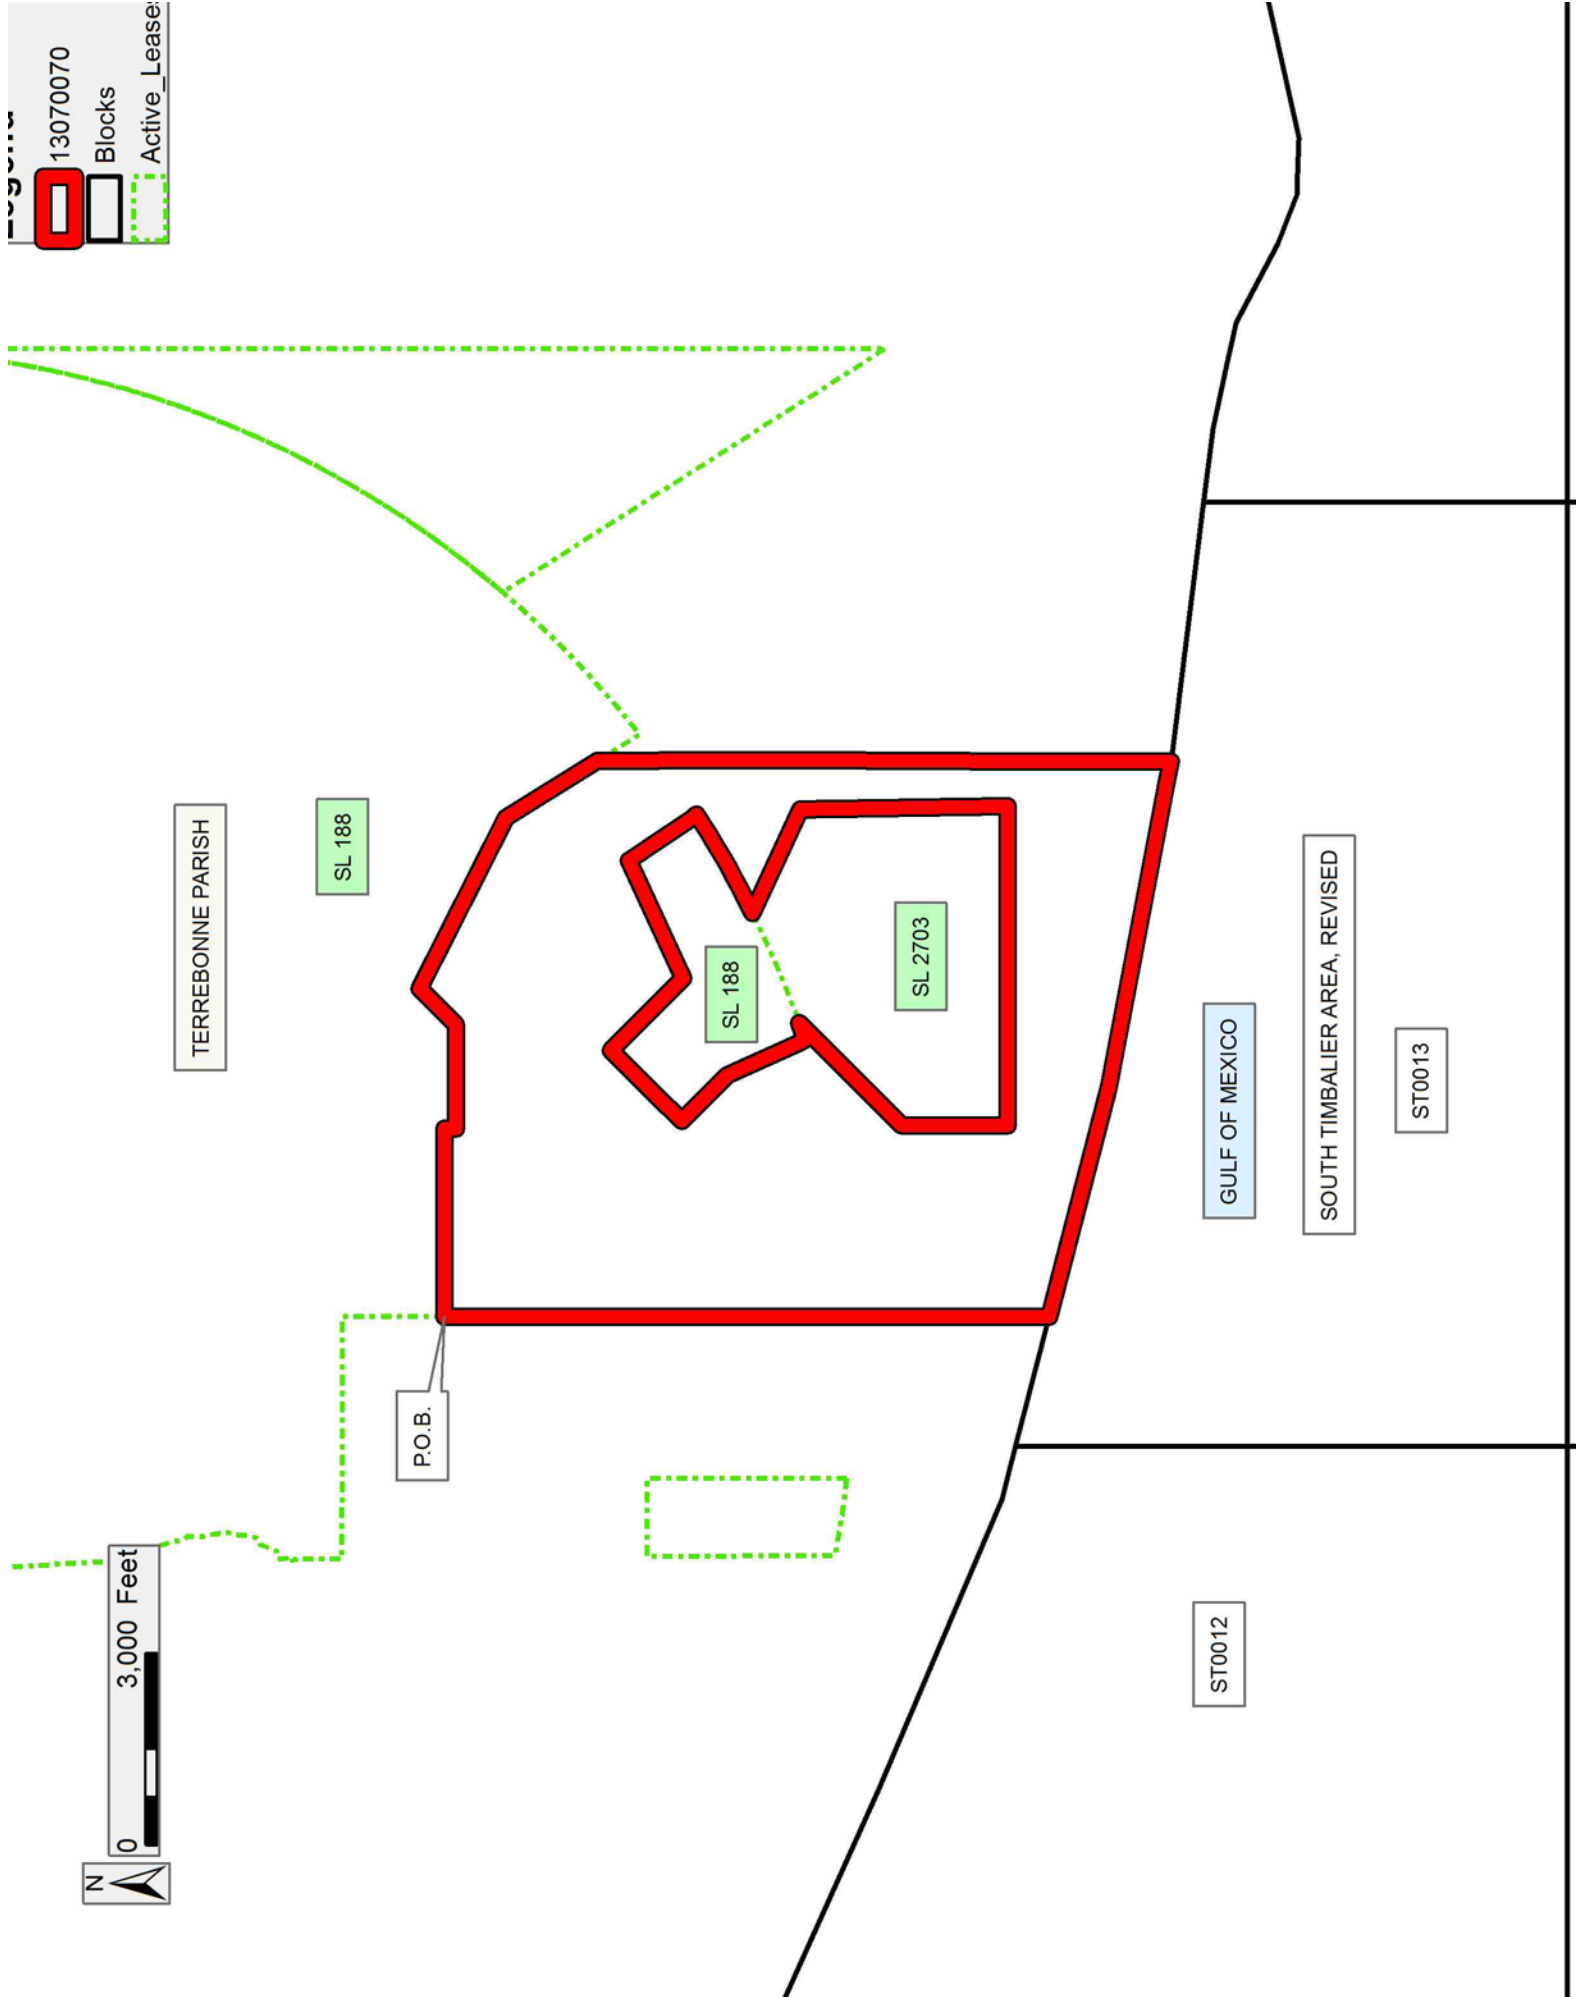 13070070
Blocks
Active_Lease
TERREBONNE PARISH
SL 188
P.O.B.
SL 188
SL 2703
GULF OF MEXICO
SOUTH TIMBALIER AREA, REVISED
ST0013
ST0012
0 3,000 Feet
N